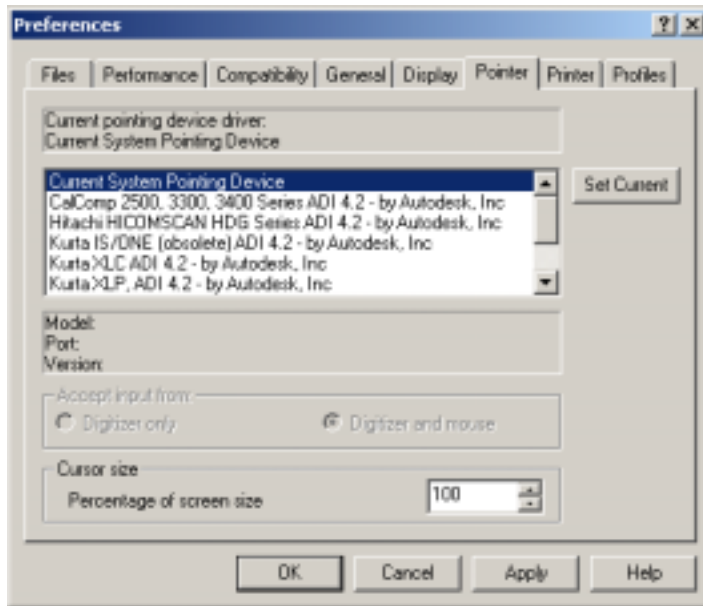 Preferences
Files Performance Compatibility General Display Pointer Printer Profiles
Current pointing device driver:
Current System Pointing Device
Current System Pointing Device
Set Current
CalComp 2500, 3300, 3400 Series ADI 4.2 - by Autodesk, Inc
Hitachi HICOMSCAN HDG Series ADI 4.2 - by Autodesk, Inc
Kurta IS/ONE (obsolete) ADI 4.2 - by Autodesk, Inc
Kurta XLC ADI 4.2 - by Autodesk, Inc
Kurta XLP, ADI 4.2 - by Autodesk, Inc
Model:
Port:
Version:
Accept input from:
Digitizer only Digitizer and mouse
Cursor size
Percentage of screen size 100
OK Cancel Apply Help